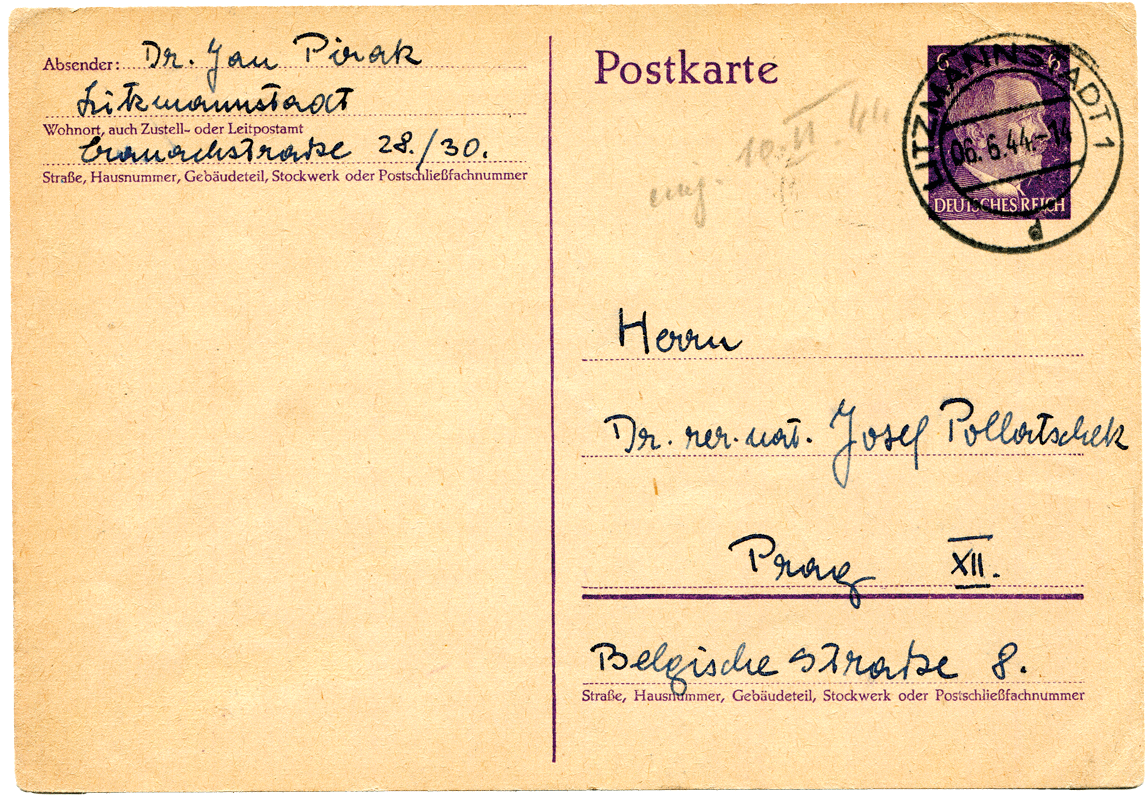 Absender: Dr. Jan Pirak
Litzmannstadt
Wohnort, auch Zustell- oder Leitpostamt
Cranachstraße 28./30.
Straße, Hausnummer, Gebäudeteil, Stockwerk oder Postschließfachnummer
Postkarte
10. VI. 44
6 6
DEUTSCHES REICH
LITZMANNSTADT 1
06.6.44.-14
d
Herrn
Dr. rer. nat. Josef Pollatschek
Prag XII.
Belgische Straße 8.
Straße, Hausnummer, Gebäudeteil, Stockwerk oder Postschließfachnummer